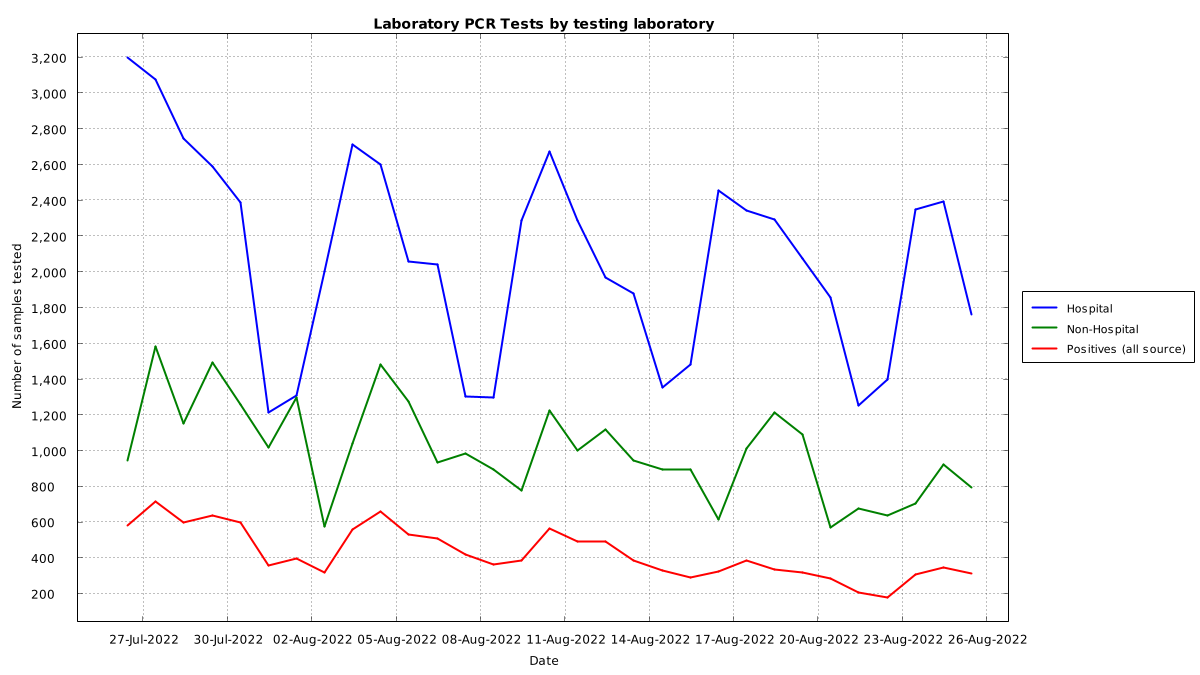 Laboratory PCR Tests by testing laboratory
3,200
3,000
2,800
2,600
2,400
2,200
2,000
1,800
1,600
1,400
1,200
1,000
800
600
400
200
Number of samples tested
27-Jul-2022 30-Jul-2022 02-Aug-2022 05-Aug-2022 08-Aug-2022 11-Aug-2022 14-Aug-2022 17-Aug-2022 20-Aug-2022 23-Aug-2022 26-Aug-2022
Date
Hospital
Non-Hospital
Positives (all source)